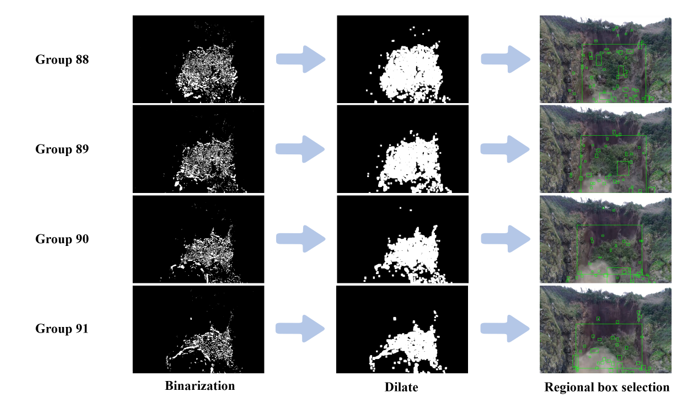 Group 88
Group 89
Group 90
Group 91
Binarization
Dilate
Regional box selection